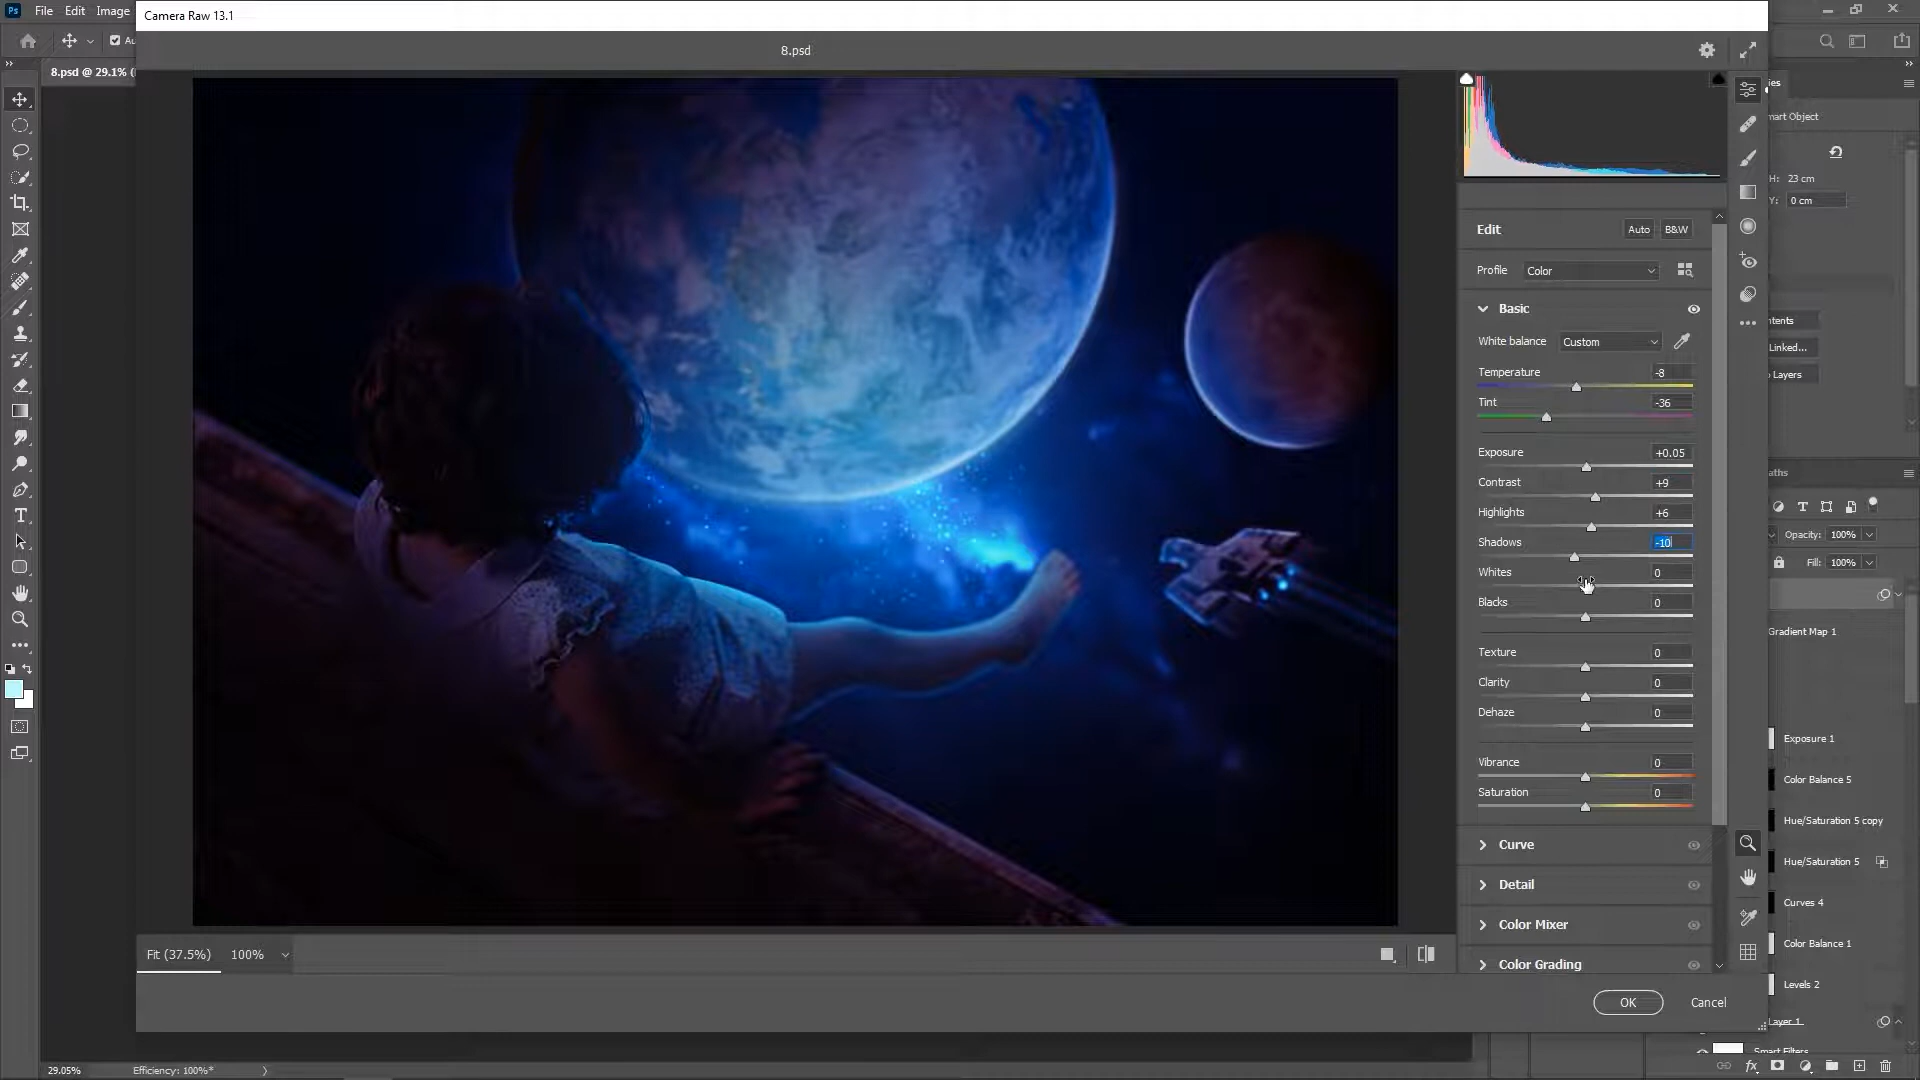 Ps File Edit Image
Camera Raw 13.1
8.psd
8.psd @ 29.1% (
Au
ies
mart Object
H: 23 cm
Y: 0 cm
Edit Auto B&W
Profile Color
Basic
White balance Custom
Temperature -8
Tint -36
Exposure +0.05
Contrast +9
Highlights +6
Shadows -10
Whites 0
Blacks 0
Texture 0
Clarity 0
Dehaze 0
Vibrance 0
Saturation 0
Curve
Detail
Color Mixer
Color Grading
ntents
Linked...
o Layers
aths
Opacity: 100%
Fill: 100%
Gradient Map 1
Exposure 1
Color Balance 5
Hue/Saturation 5 copy
Hue/Saturation 5
Curves 4
Color Balance 1
Levels 2
Layer 1
Smart Filters
Fit (37.5%) 100%
OK Cancel
29.05% Efficiency: 100%*